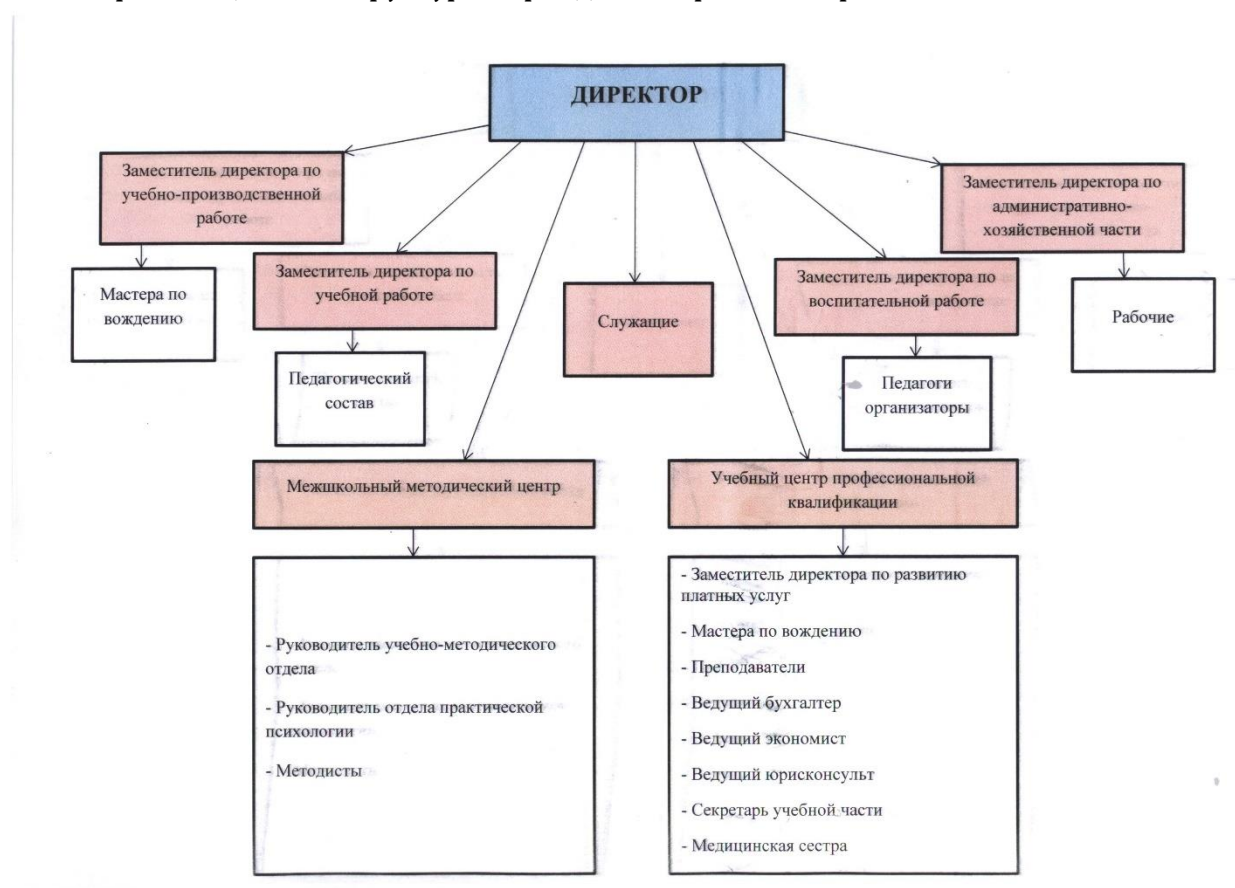 ДИРЕКТОР
Заместитель директора по
учебно-производственной
работе
Заместитель директора по
административно-
хозяйственной части
Мастера по
вождению
Заместитель директора по
учебной работе
Служащие
Заместитель директора по
воспитательной работе
Рабочие
Педагогический
состав
Педагоги
организаторы
Межшкольный методический центр
Учебный центр профессиональной
квалификации
- Руководитель учебно-методического
отдела
- Руководитель отдела практической
психологии
- Методисты
- Заместитель директора по развитию
платных услуг
- Мастера по вождению
- Преподаватели
- Ведущий бухгалтер
- Ведущий экономист
- Ведущий юрисконсульт
- Секретарь учебной части
- Медицинская сестра